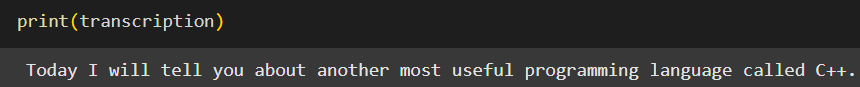 print(transcription)
Today I will tell you about another most useful programming language called C++.